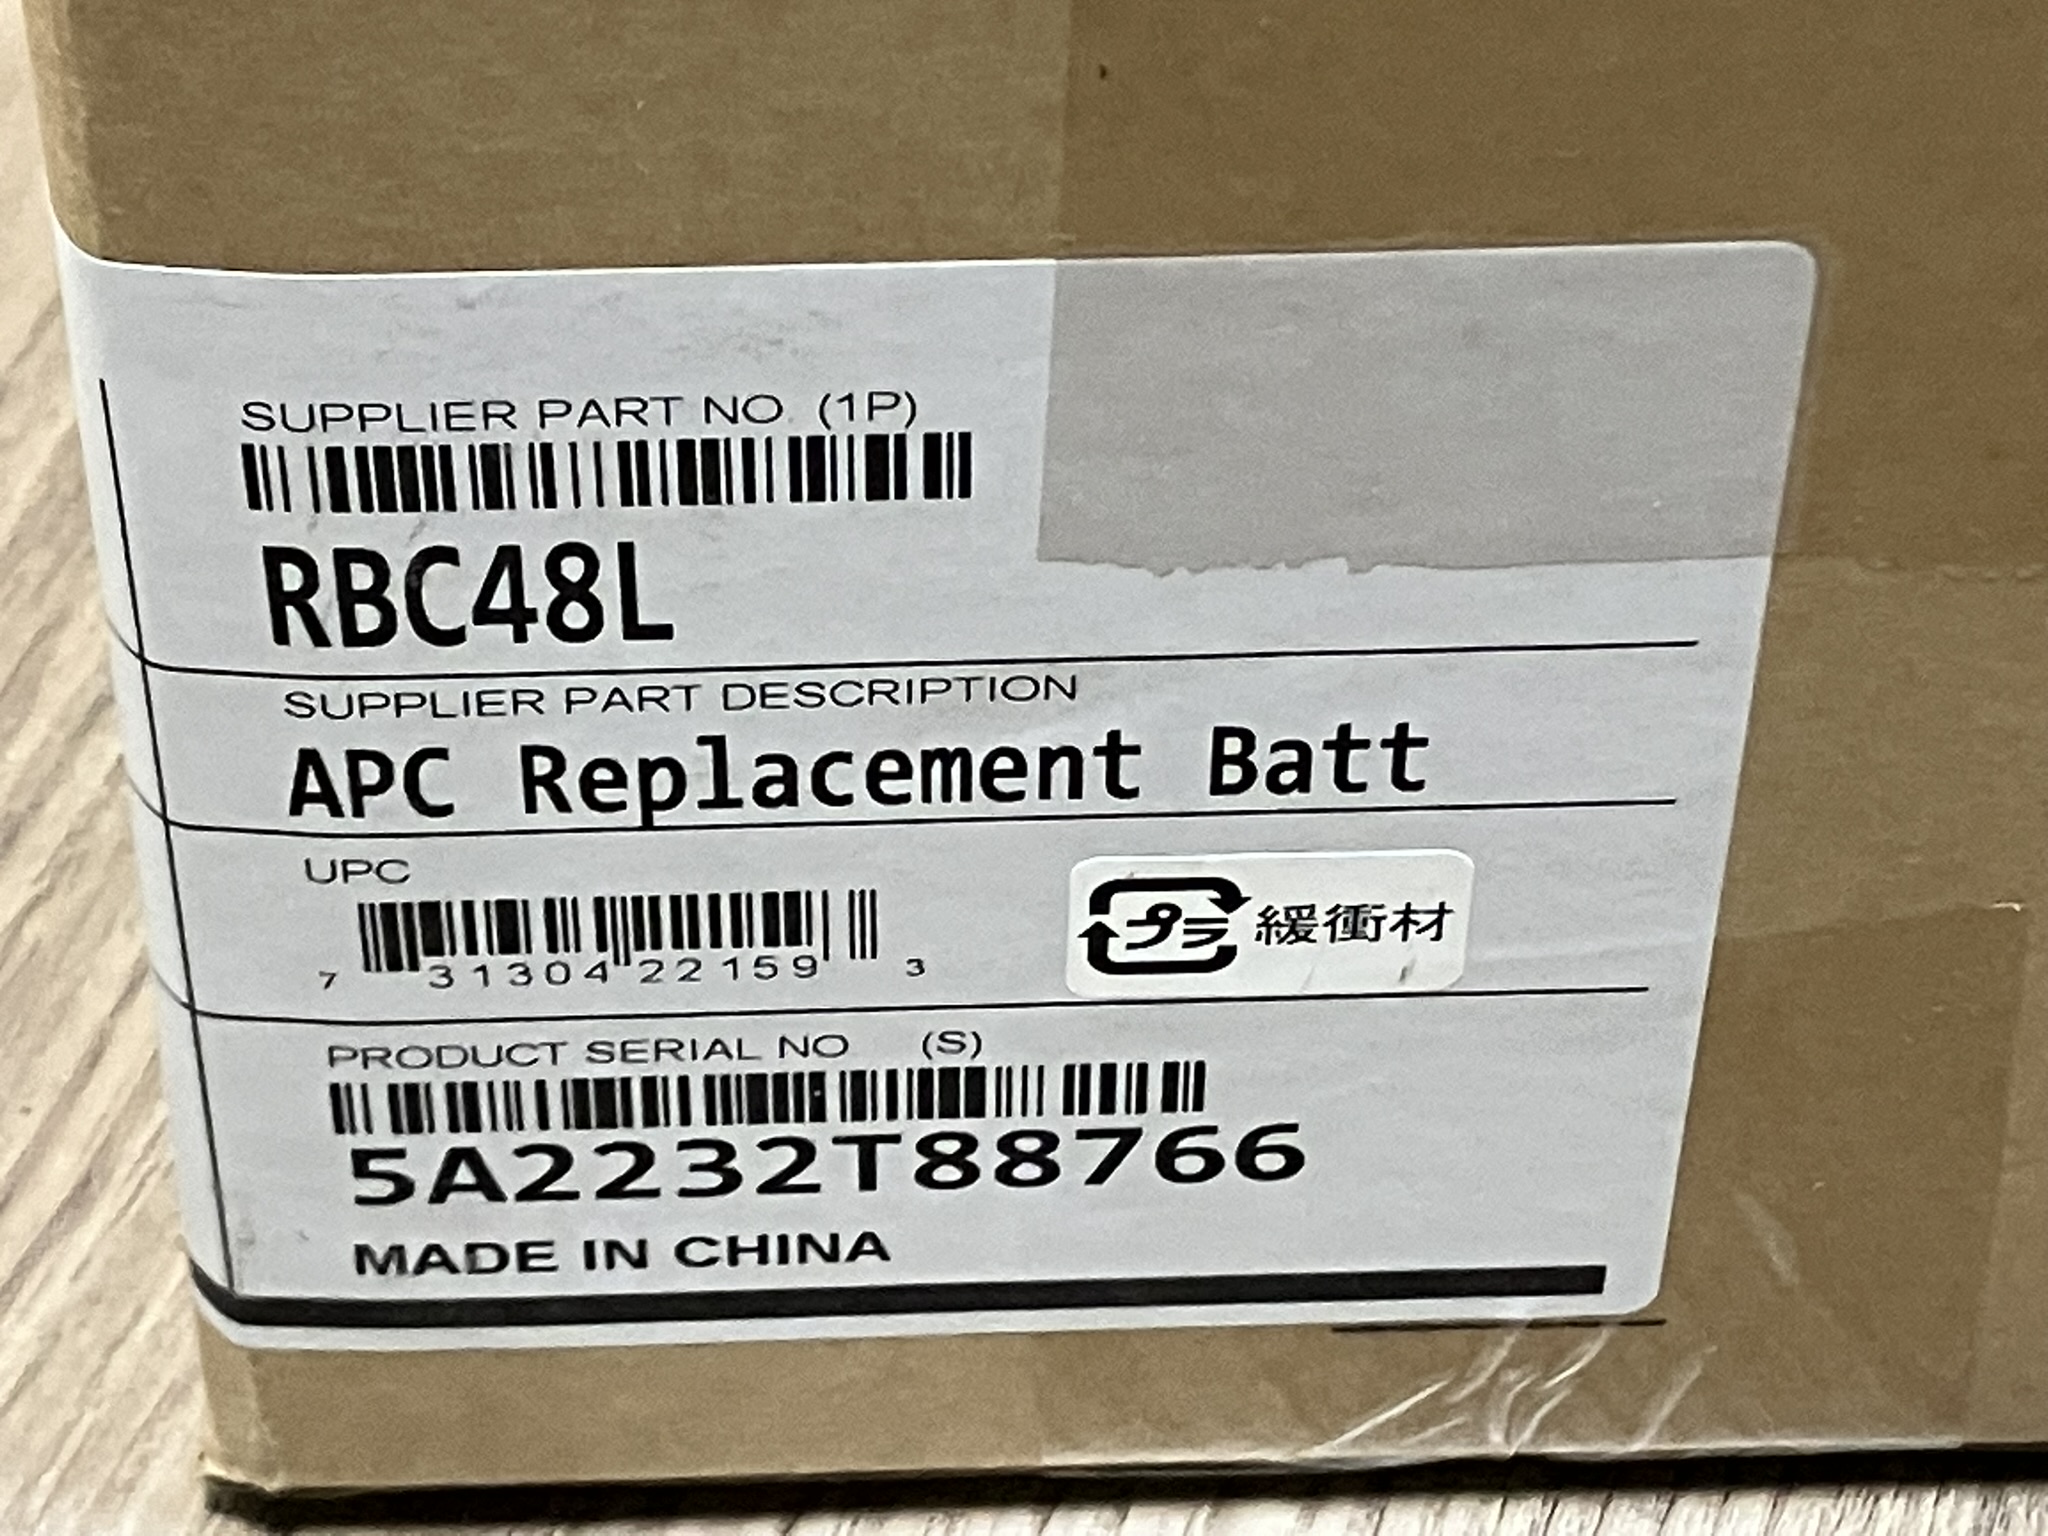 SUPPLIER PART NO. (1P)
RBC48L
SUPPLIER PART DESCRIPTION
APC Replacement Batt
UPC
7 31304 22159 3
プラ 緩衝材
PRODUCT SERIAL NO (S)
5A2232T88766
MADE IN CHINA